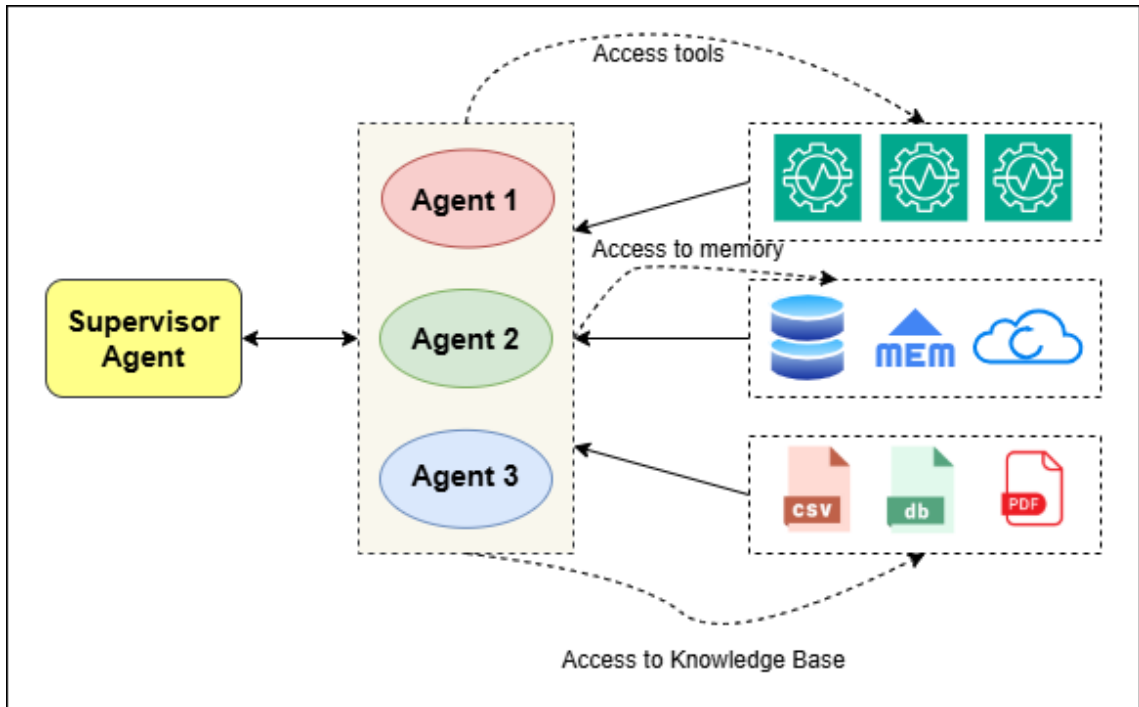 Access tools
Agent 1
Access to memory
Supervisor
Agent
Agent 2
MEM
Agent 3
CSV
db
PDF
Access to Knowledge Base